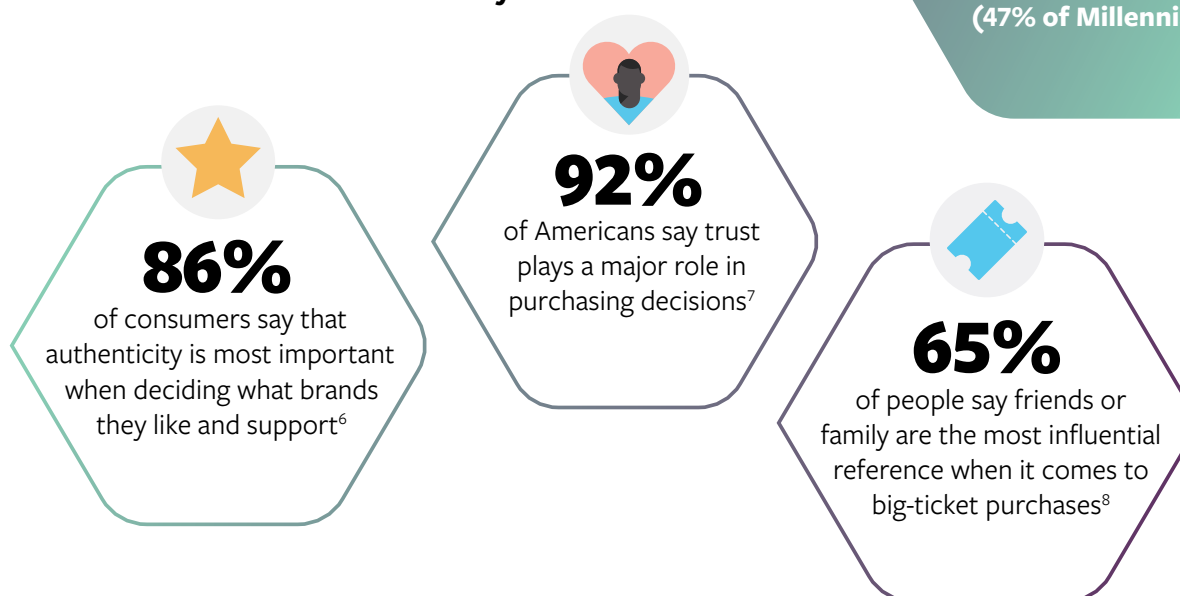 (47% of Millenni
92%
of Americans say trust
plays a major role in
purchasing decisions⁷
86%
of consumers say that
authenticity is most important
when deciding what brands
they like and support⁶
65%
of people say friends or
family are the most influential
reference when it comes to
big-ticket purchases⁸